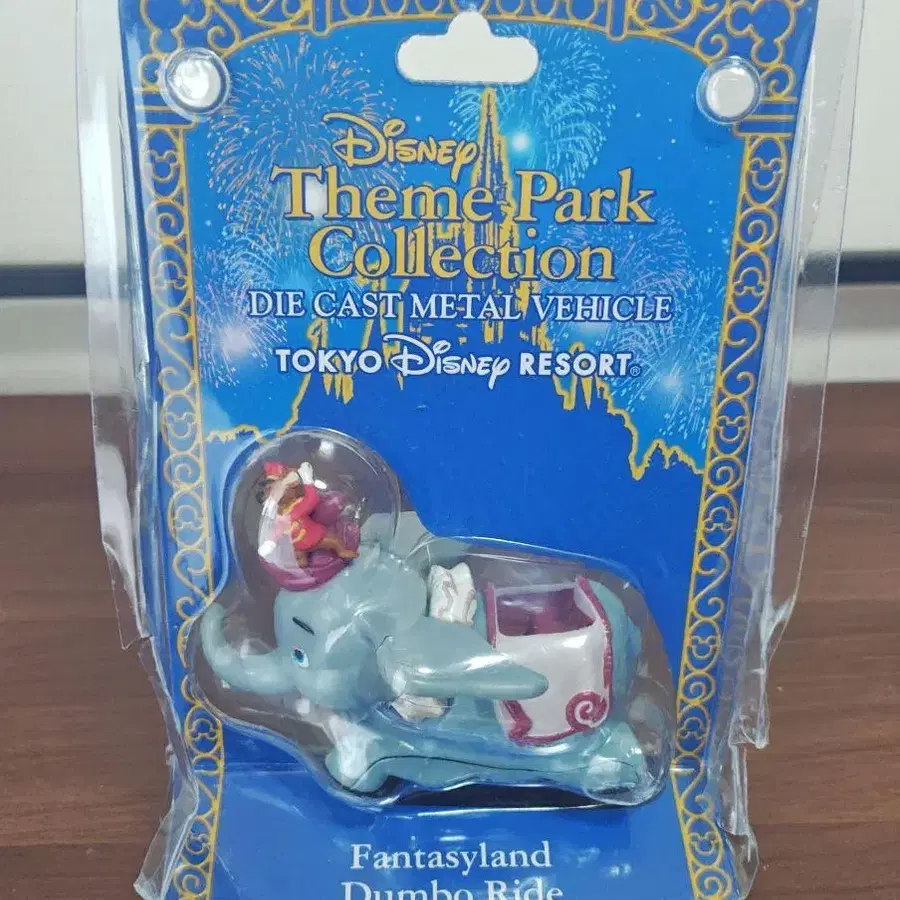 Disney
Theme Park
Collection
DIE CAST METAL VEHICLE
TOKYO Disney RESORT®
Fantasyland
Dumbo Ride